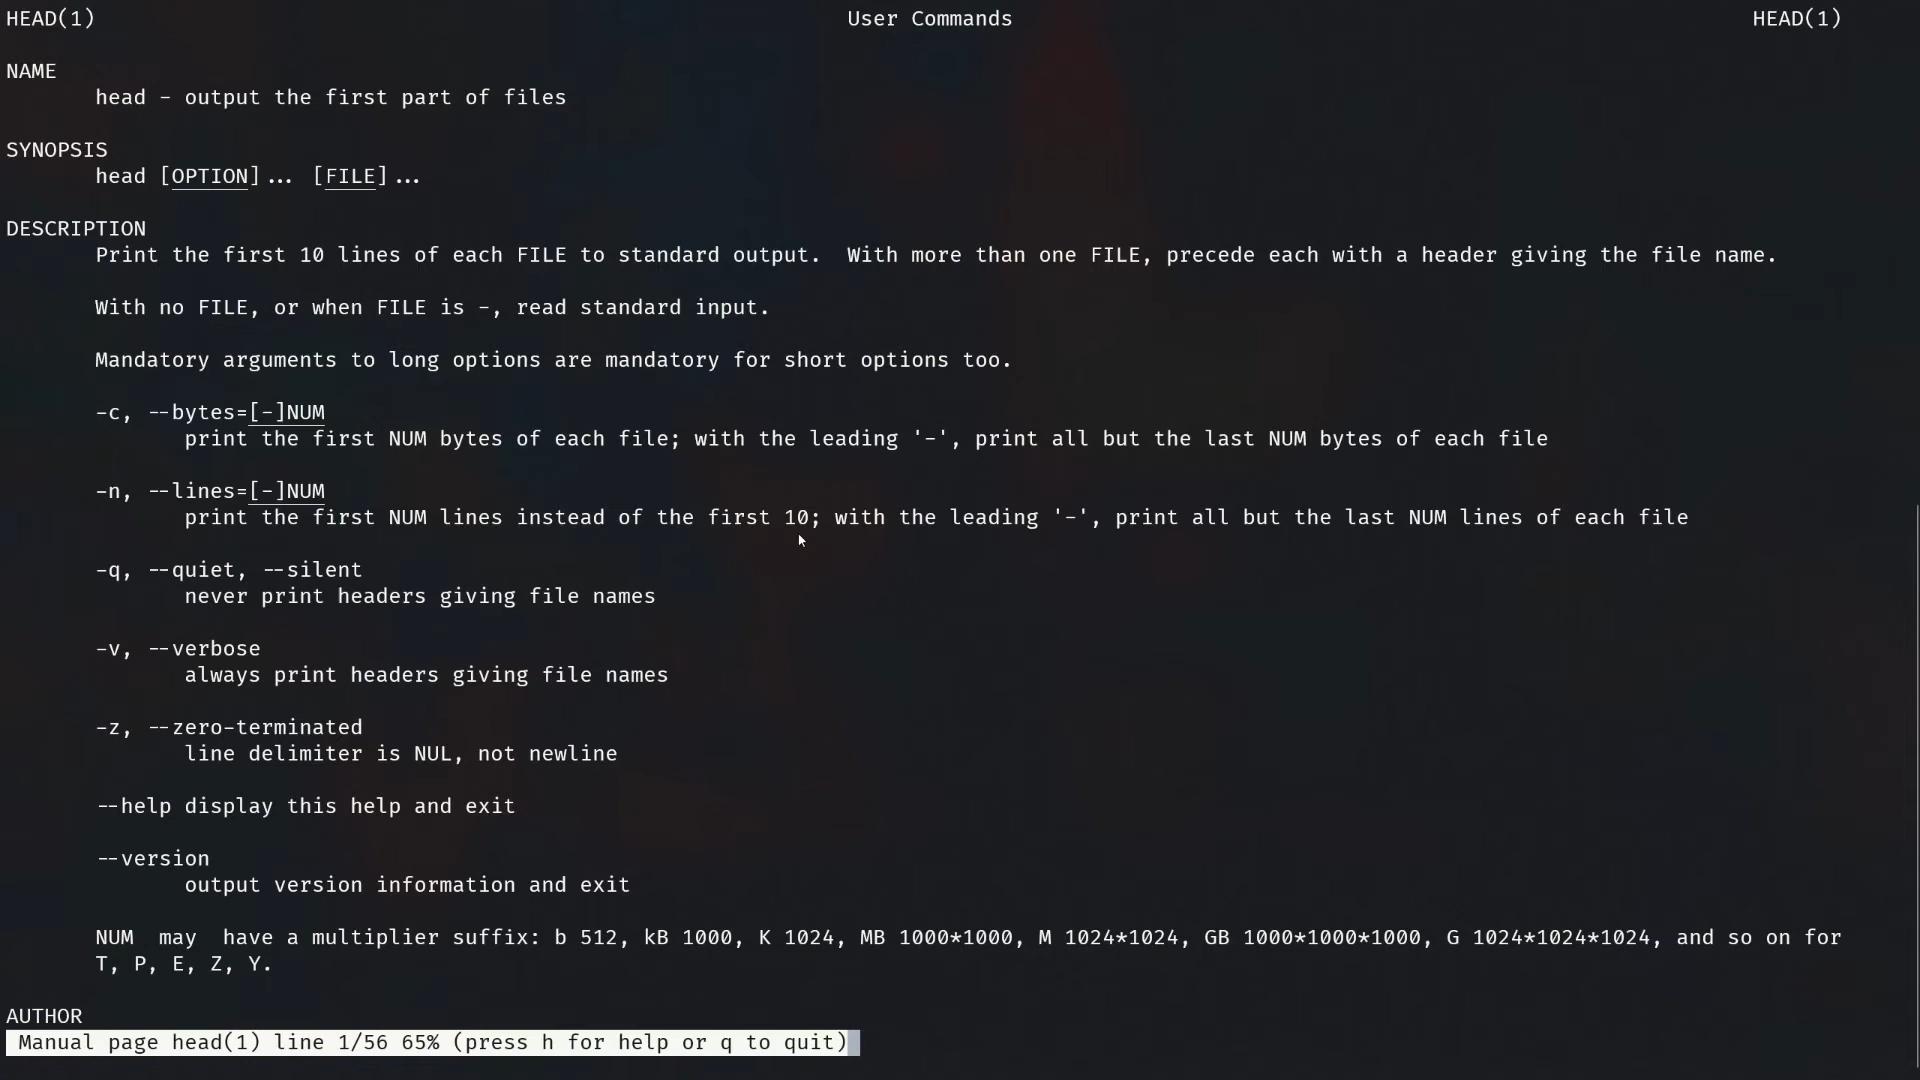 HEAD(1) User Commands HEAD(1)
NAME
head - output the first part of files
SYNOPSIS
head [OPTION]... [FILE]...
DESCRIPTION
Print the first 10 lines of each FILE to standard output.  With more than one FILE, precede each with a header giving the file name.
With no FILE, or when FILE is -, read standard input.
Mandatory arguments to long options are mandatory for short options too.
-c, --bytes=[-]NUM
print the first NUM bytes of each file; with the leading '-', print all but the last NUM bytes of each file
-n, --lines=[-]NUM
print the first NUM lines instead of the first 10; with the leading '-', print all but the last NUM lines of each file
-q, --quiet, --silent
never print headers giving file names
-v, --verbose
always print headers giving file names
-z, --zero-terminated
line delimiter is NUL, not newline
--help display this help and exit
--version
output version information and exit
NUM  may  have a multiplier suffix: b 512, kB 1000, K 1024, MB 1000*1000, M 1024*1024, GB 1000*1000*1000, G 1024*1024*1024, and so on for
T, P, E, Z, Y.
AUTHOR
Manual page head(1) line 1/56 65% (press h for help or q to quit)